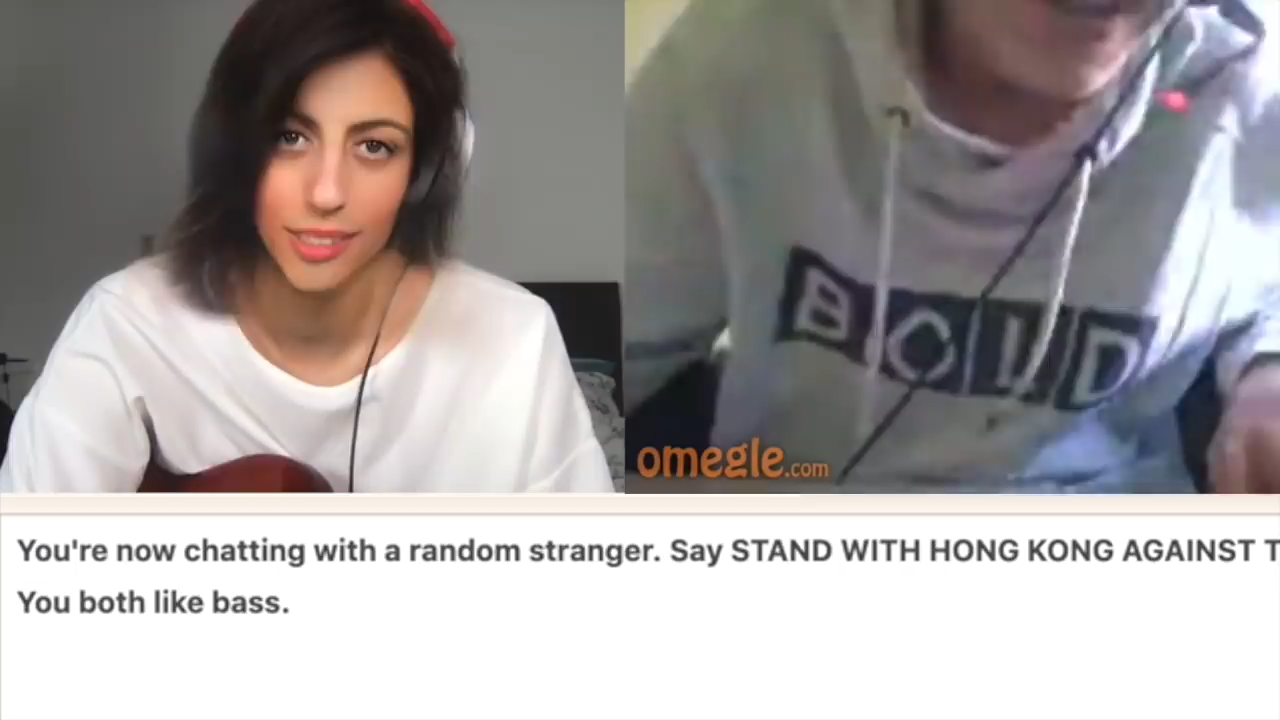 BOLD
omegle.com
You're now chatting with a random stranger. Say STAND WITH HONG KONG AGAINST T
You both like bass.